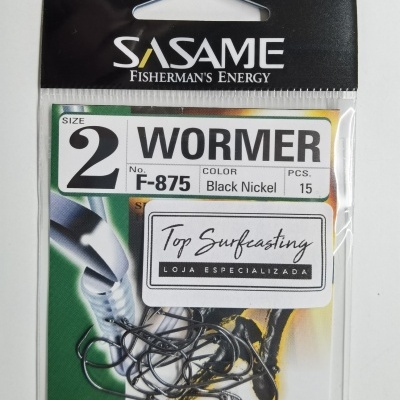 SASAME
FISHERMAN'S ENERGY
SIZE
2
WORMER
No. F-875
COLOR Black Nickel
PCS. 15
Top Surfcasting
LOJA ESPECIALIZADA